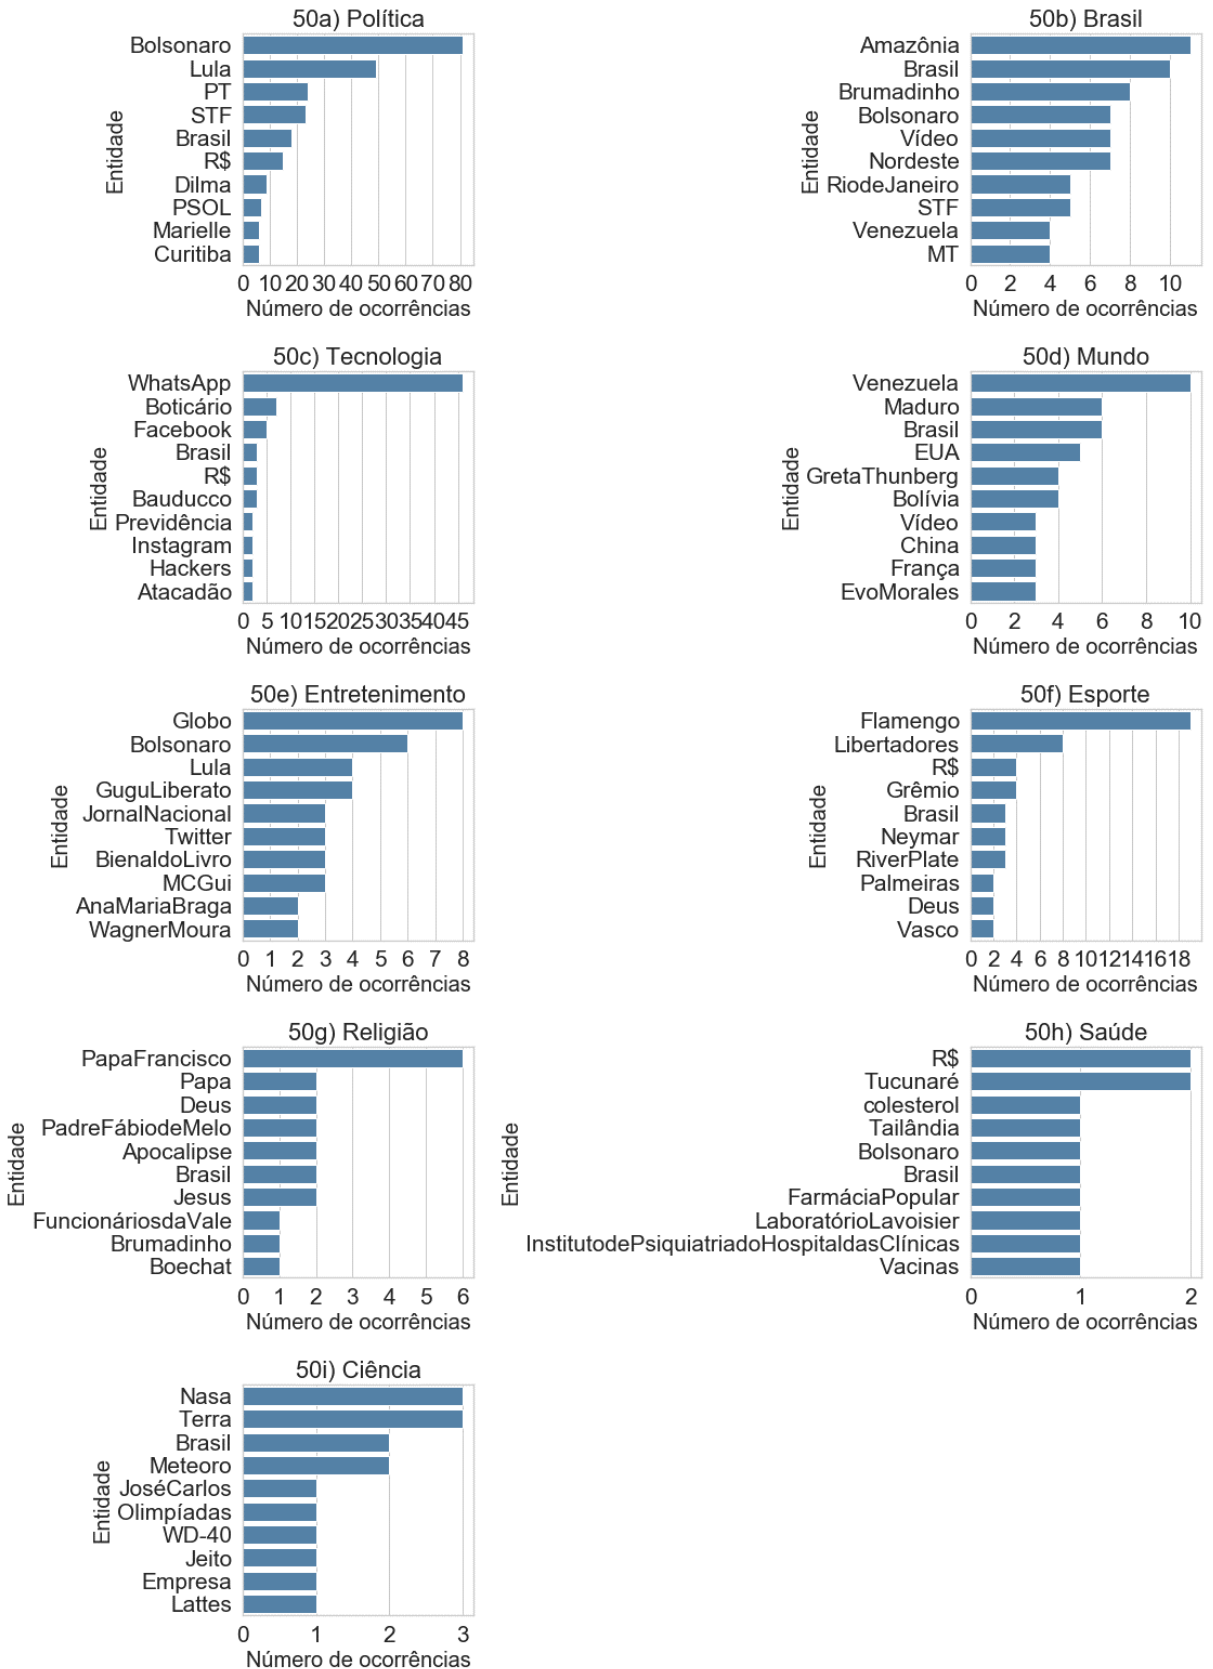 50a) Política
Bolsonaro
Lula
PT
STF
Brasil
R$
Dilma
PSOL
Marielle
Curitiba
Entidade
0 10 20 30 40 50 60 70 80
Número de ocorrências
50b) Brasil
Amazônia
Brasil
Brumadinho
Bolsonaro
Vídeo
Nordeste
RiodeJaneiro
STF
Venezuela
MT
Entidade
0 2 4 6 8 10
Número de ocorrências
50c) Tecnologia
WhatsApp
Boticário
Facebook
Brasil
R$
Bauducco
Previdência
Instagram
Hackers
Atacadão
Entidade
0 5 10 15 20 25 30 35 40 45
Número de ocorrências
50d) Mundo
Venezuela
Maduro
Brasil
EUA
GretaThunberg
Bolívia
Vídeo
China
França
EvoMorales
Entidade
0 2 4 6 8 10
Número de ocorrências
50e) Entretenimento
Globo
Bolsonaro
Lula
GuguLiberato
JornalNacional
Twitter
BienaldoLivro
MCGui
AnaMariaBraga
WagnerMoura
Entidade
0 1 2 3 4 5 6 7 8
Número de ocorrências
50f) Esporte
Flamengo
Libertadores
R$
Grêmio
Brasil
Neymar
RiverPlate
Palmeiras
Deus
Vasco
Entidade
0 2 4 6 8 10 12 14 16 18
Número de ocorrências
50g) Religião
PapaFrancisco
Papa
Deus
PadreFábiodeMelo
Apocalipse
Brasil
Jesus
FuncionáriosdaVale
Brumadinho
Boechat
Entidade
0 1 2 3 4 5 6
Número de ocorrências
50h) Saúde
R$
Tucunaré
colesterol
Tailândia
Bolsonaro
Brasil
FarmáciaPopular
LaboratórioLavoisier
InstitutodePsiquiatriadoHospitaldasClínicas
Vacinas
Entidade
0 1 2
Número de ocorrências
50i) Ciência
Nasa
Terra
Brasil
Meteoro
JoséCarlos
Olimpíadas
WD-40
Jeito
Empresa
Lattes
Entidade
0 1 2 3
Número de ocorrências